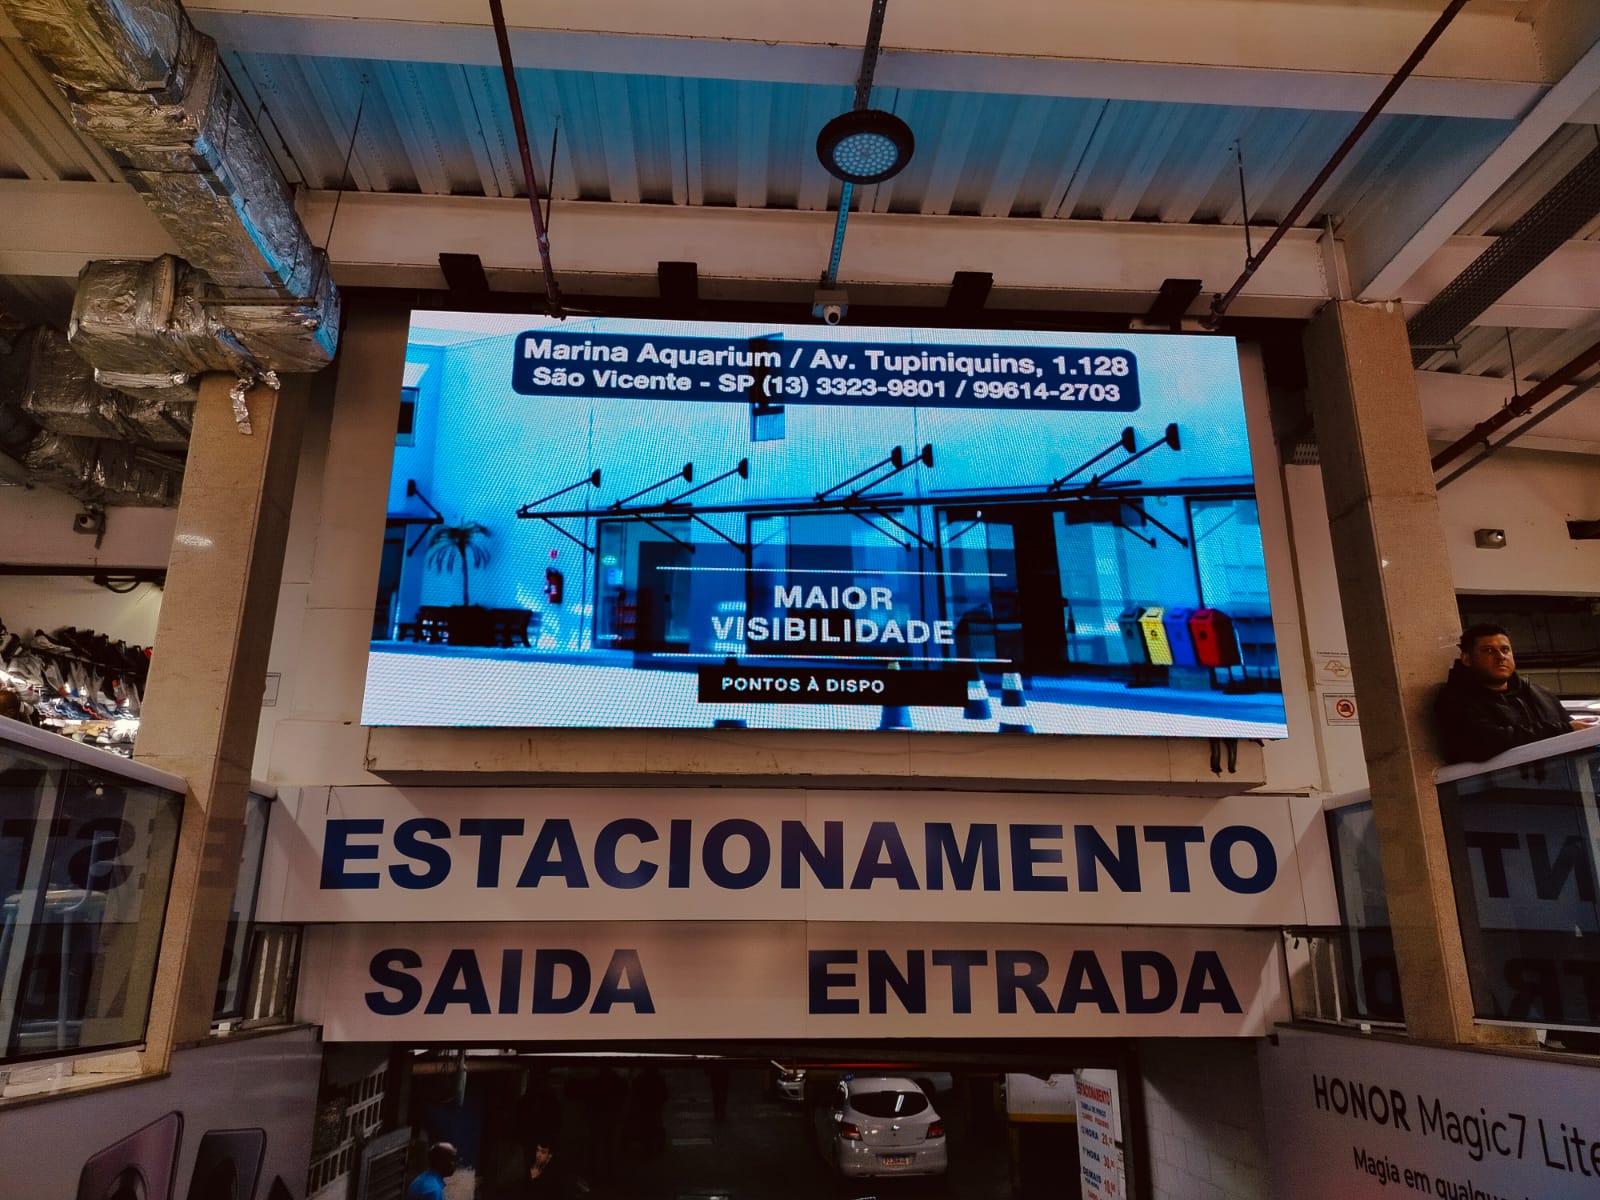 Marina Aquarium / Av. Tupiniquins, 1.128
São Vicente - SP (13) 3323-9801 / 99614-2703
MAIOR
VISIBILIDADE
PONTOS À DISPO
ESTACIONAMENTO
SAIDA ENTRADA
ESTACIONAMENTO
HONOR Magic7 Lite
Magia em